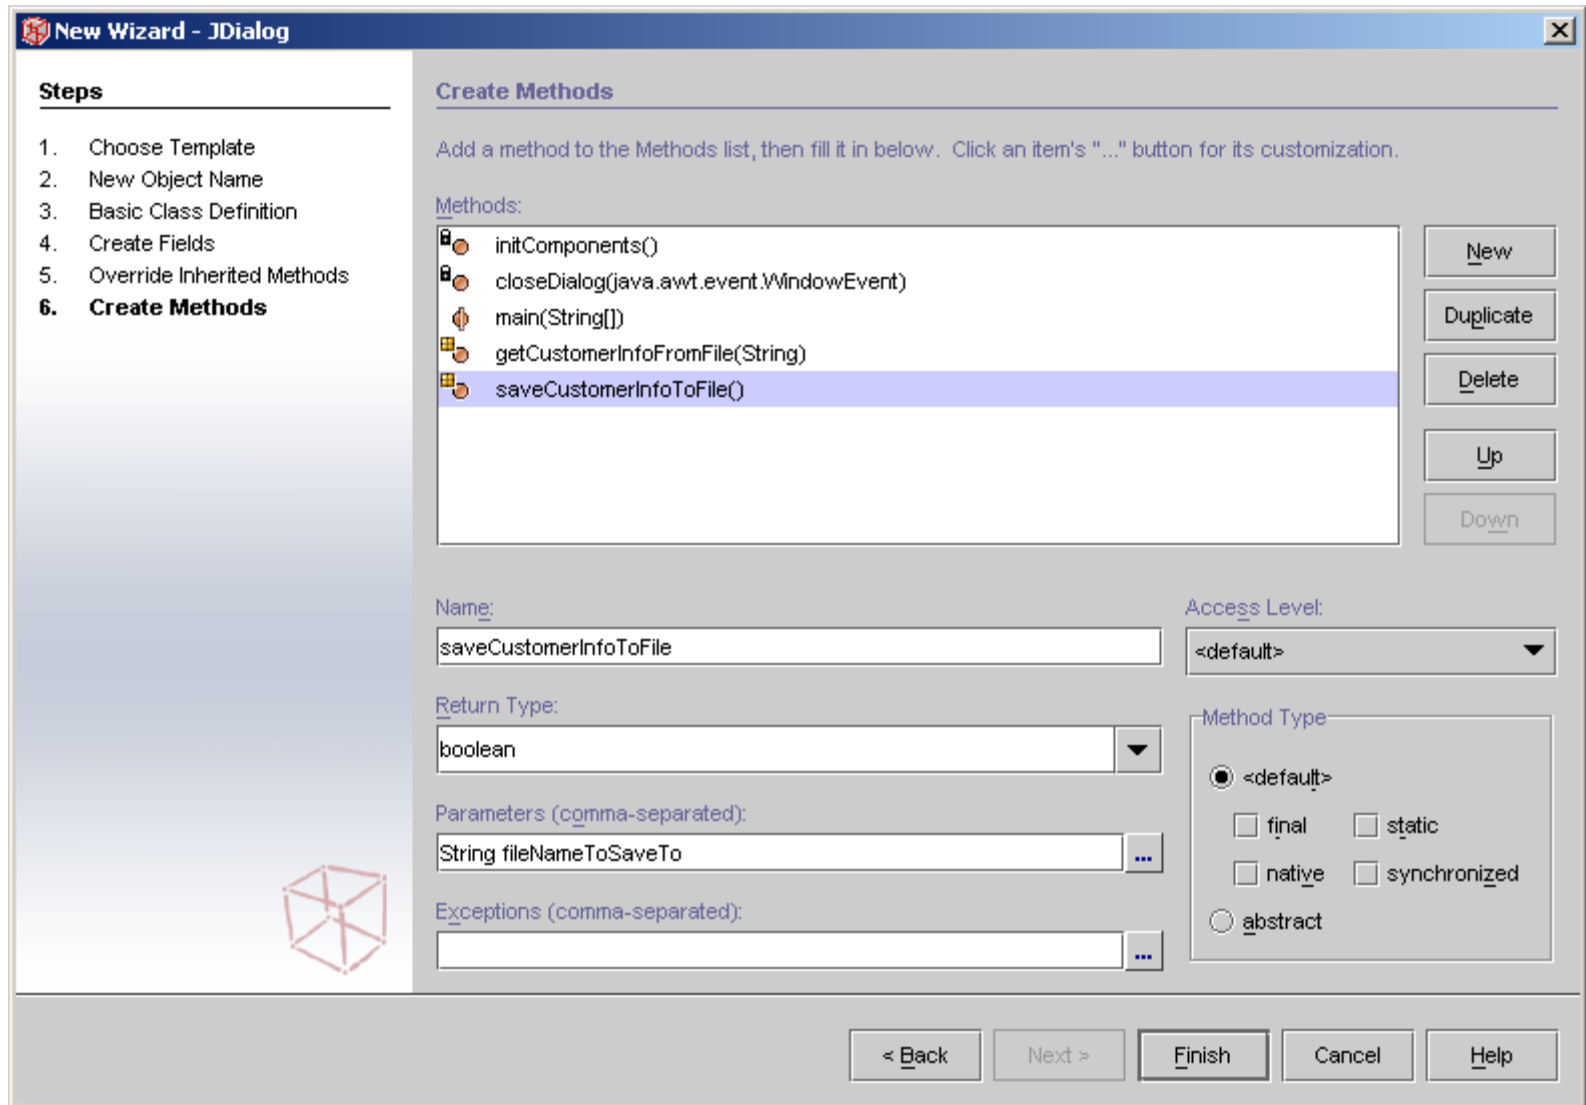 New Wizard - JDialog
Steps
1. Choose Template
2. New Object Name
3. Basic Class Definition
4. Create Fields
5. Override Inherited Methods
6. Create Methods
Create Methods
Add a method to the Methods list, then fill it in below. Click an item's "..." button for its customization.
Methods:
initComponents()
closeDialog(java.awt.event.WindowEvent)
main(String[])
getCustomerInfoFromFile(String)
saveCustomerInfoToFile()
New
Duplicate
Delete
Up
Down
Name:
saveCustomerInfoToFile
Access Level:
<default>
Return Type:
boolean
Parameters (comma-separated):
String fileNameToSaveTo
...
Exceptions (comma-separated):
...
Method Type
<default>
final static
native synchronized
abstract
< Back Next > Finish Cancel Help